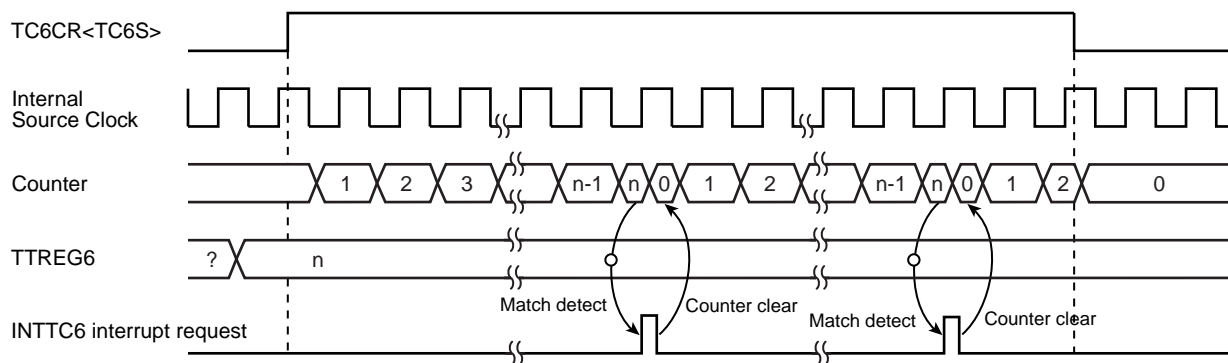 TC6CR<TC6S>
Internal
Source Clock
Counter
1 2 3 n-1 n 0 1 2 n-1 n 0 1 2 0
TTREG6
? n
Match detect Counter clear Match detect Counter clear
INTTC6 interrupt request